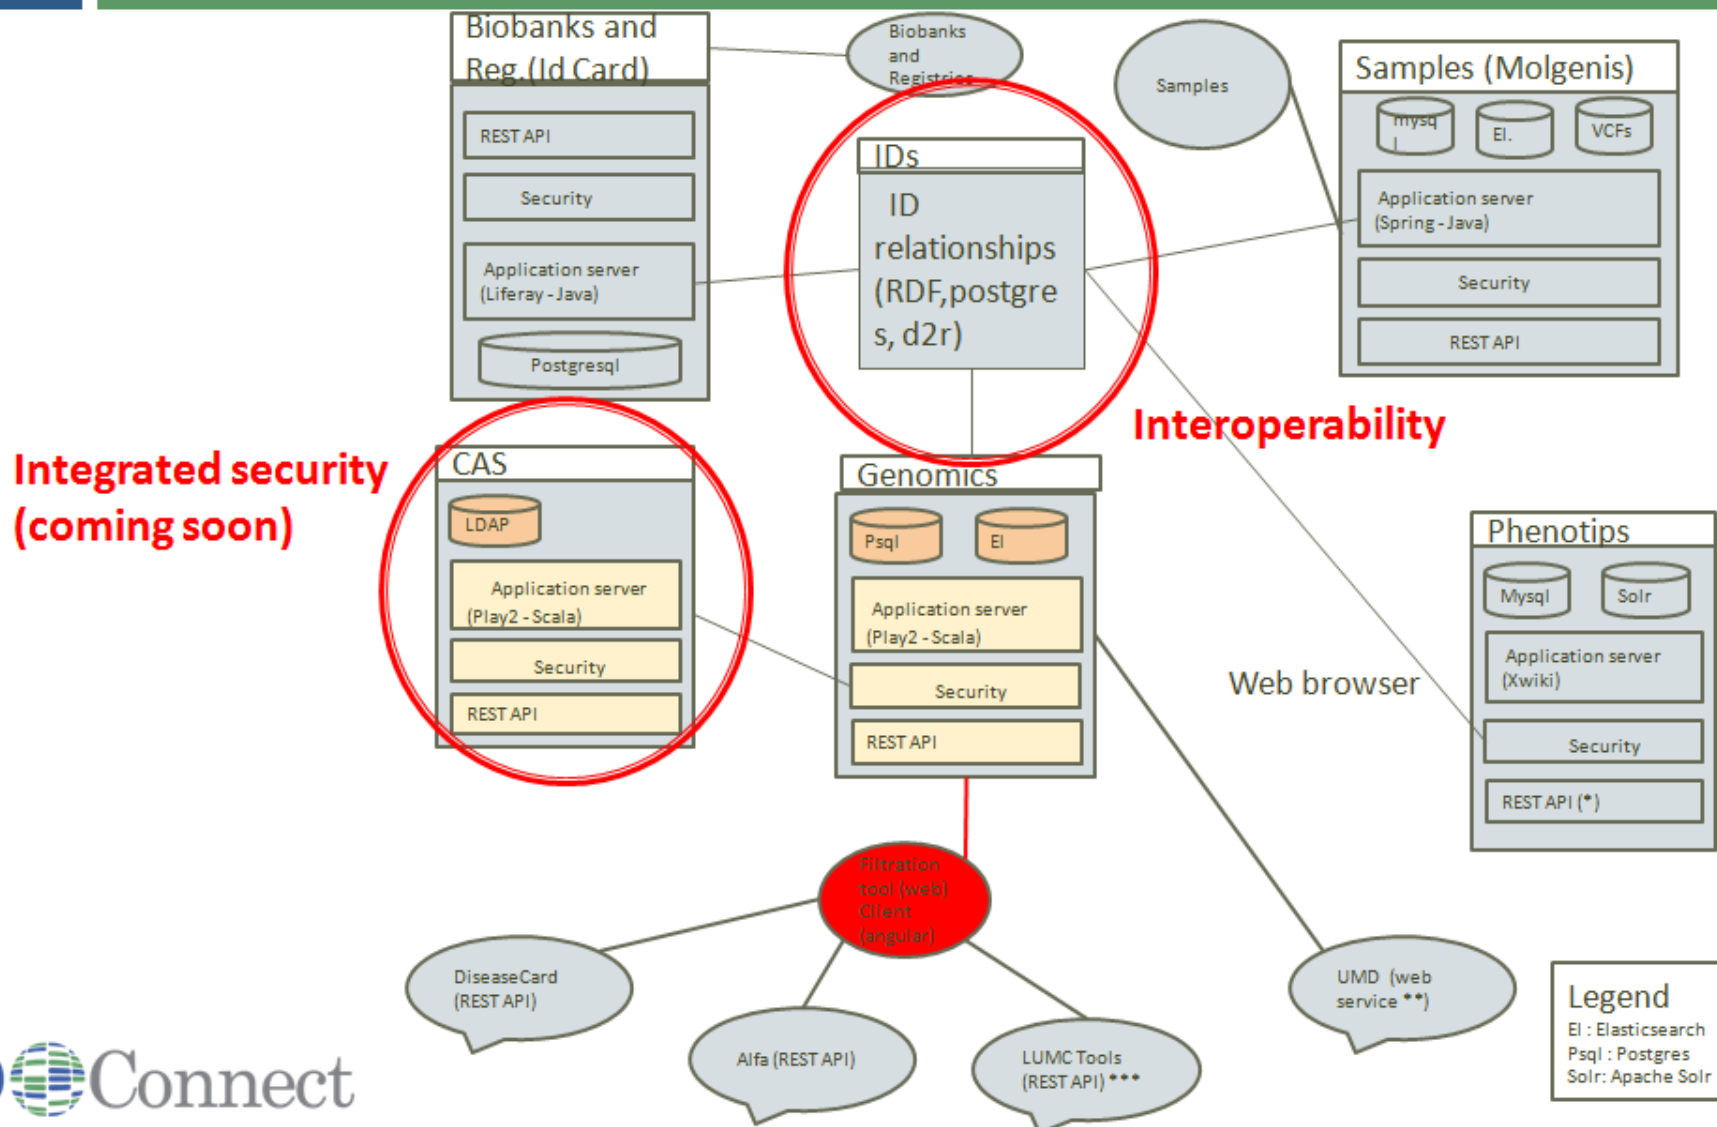 Biobanks and
Reg.(Id Card)
REST API
Security
Application server
(Liferay - Java)
Postgresql
Biobanks
and
Registries
IDs
ID
relationships
(RDF,postgre
s, d2r)
Samples
Samples (Molgenis)
mysq
l
El.
VCFs
Application server
(Spring - Java)
Security
REST API
Interoperability
Integrated security
(coming soon)
CAS
LDAP
Application server
(Play2 - Scala)
Security
REST API
Genomics
Psql
El
Application server
(Play2 - Scala)
Security
REST API
Web browser
Phenotips
Mysql
Solr
Application server
(Xwiki)
Security
REST API (*)
Filtration
tool (web)
Client
(angular)
DiseaseCard
(REST API)
Alfa (REST API)
LUMC Tools
(REST API) ***
UMD (web
service **)
Legend
El : Elasticsearch
Psql : Postgres
Solr: Apache Solr
Connect